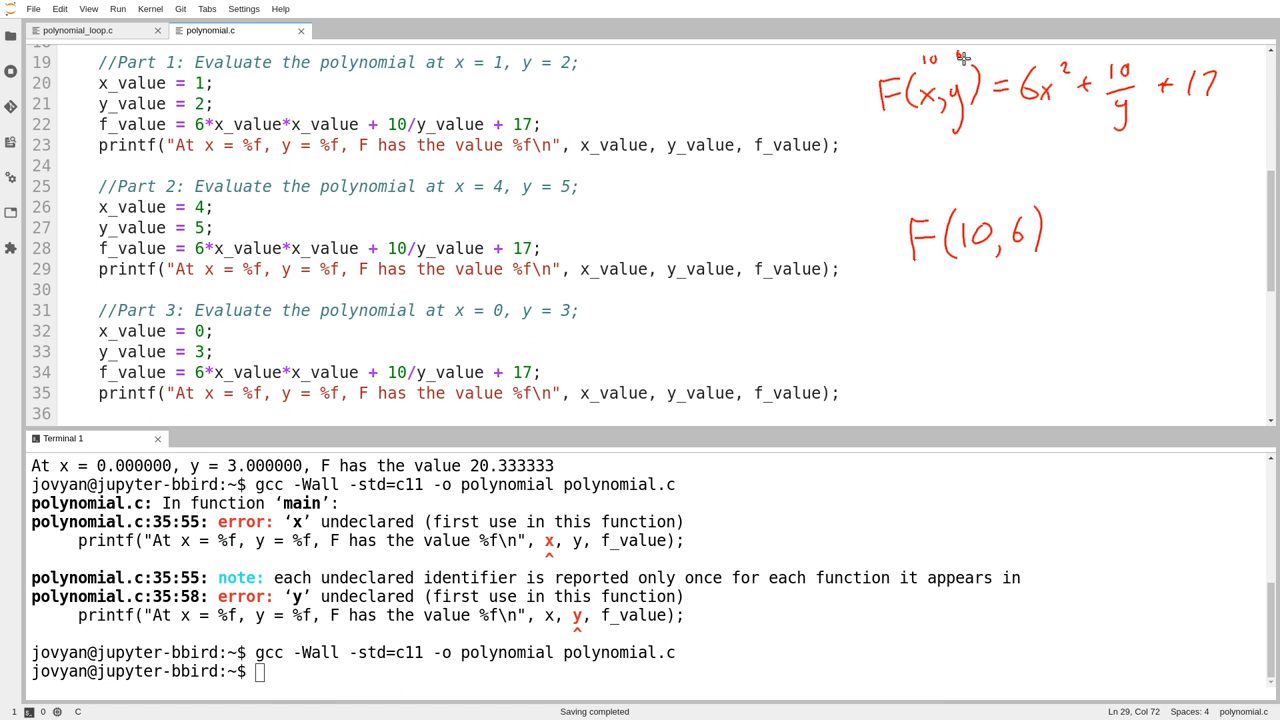 File Edit View Run Kernel Git Tabs Settings Help
polynomial_loop.c polynomial.c
19 //Part 1: Evaluate the polynomial at x = 1, y = 2;
20 x_value = 1;
21 y_value = 2;
22 f_value = 6*x_value*x_value + 10/y_value + 17;
23 printf("At x = %f, y = %f, F has the value %f\n", x_value, y_value, f_value);
24
25 //Part 2: Evaluate the polynomial at x = 4, y = 5;
26 x_value = 4;
27 y_value = 5;
28 f_value = 6*x_value*x_value + 10/y_value + 17;
29 printf("At x = %f, y = %f, F has the value %f\n", x_value, y_value, f_value);
30
31 //Part 3: Evaluate the polynomial at x = 0, y = 3;
32 x_value = 0;
33 y_value = 3;
34 f_value = 6*x_value*x_value + 10/y_value + 17;
35 printf("At x = %f, y = %f, F has the value %f\n", x_value, y_value, f_value);
36
10
F(x,y) = 6x² + 10/y + 17
F(10,6)
Terminal 1
At x = 0.000000, y = 3.000000, F has the value 20.333333
jovyan@jupyter-bbird:~$ gcc -Wall -std=c11 -o polynomial polynomial.c
polynomial.c: In function ‘main’:
polynomial.c:35:55: error: ‘x’ undeclared (first use in this function)
printf("At x = %f, y = %f, F has the value %f\n", x, y, f_value);
^
polynomial.c:35:55: note: each undeclared identifier is reported only once for each function it appears in
polynomial.c:35:58: error: ‘y’ undeclared (first use in this function)
printf("At x = %f, y = %f, F has the value %f\n", x, y, f_value);
^
jovyan@jupyter-bbird:~$ gcc -Wall -std=c11 -o polynomial polynomial.c
jovyan@jupyter-bbird:~$
1 0 C Saving completed Ln 29, Col 72 Spaces: 4 polynomial.c